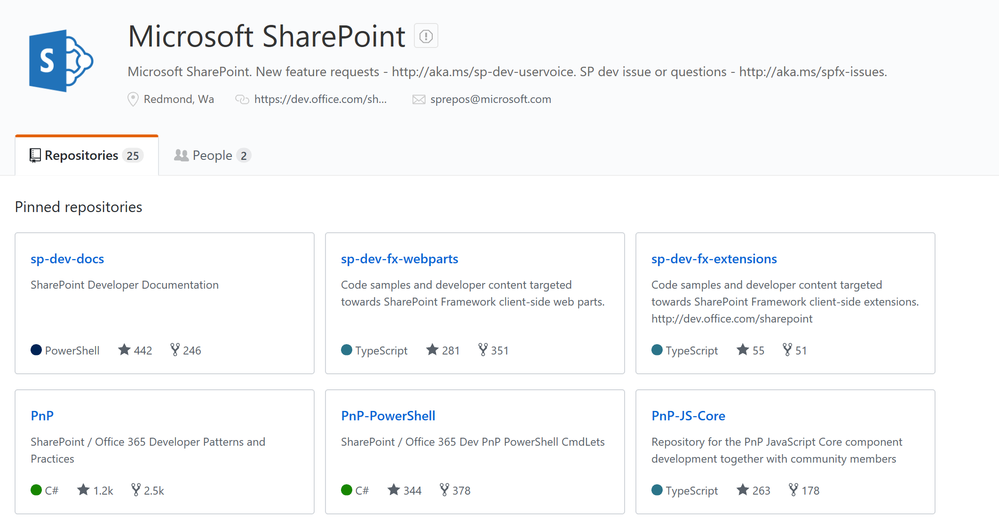 S
Microsoft SharePoint
Microsoft SharePoint. New feature requests - http://aka.ms/sp-dev-uservoice. SP dev issue or questions - http://aka.ms/spfx-issues.
Redmond, Wa https://dev.office.com/sh... sprepos@microsoft.com
Repositories 25 People 2
Pinned repositories
sp-dev-docs
SharePoint Developer Documentation
PowerShell 442 246
sp-dev-fx-webparts
Code samples and developer content targeted
towards SharePoint Framework client-side web parts.
TypeScript 281 351
sp-dev-fx-extensions
Code samples and developer content targeted
towards SharePoint Framework client-side extensions.
http://dev.office.com/sharepoint
TypeScript 55 51
PnP
SharePoint / Office 365 Developer Patterns and
Practices
C# 1.2k 2.5k
PnP-PowerShell
SharePoint / Office 365 Dev PnP PowerShell CmdLets
C# 344 378
PnP-JS-Core
Repository for the PnP JavaScript Core component
development together with community members
TypeScript 263 178